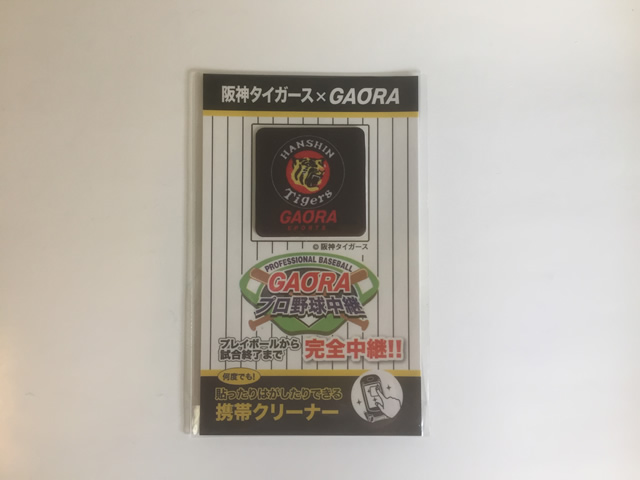 阪神タイガース×GAORA
HANSHIN
Tigers
GAORA
SPORTS
©阪神タイガース
PROFESSIONAL BASEBALL
GAORA
プロ野球中継
プレイボールから
試合終了まで
完全中継!!
何度でも!
貼ったりはがしたりできる
携帯クリーナー